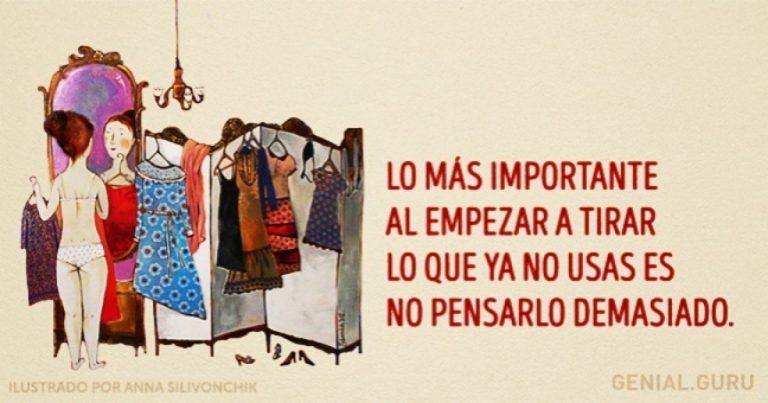 LO MÁS IMPORTANTE
AL EMPEZAR A TIRAR
LO QUE YA NO USAS ES
NO PENSARLO DEMASIADO.
ILUSTRADO POR ANNA SILIVONCHIK
GENIAL.GURU